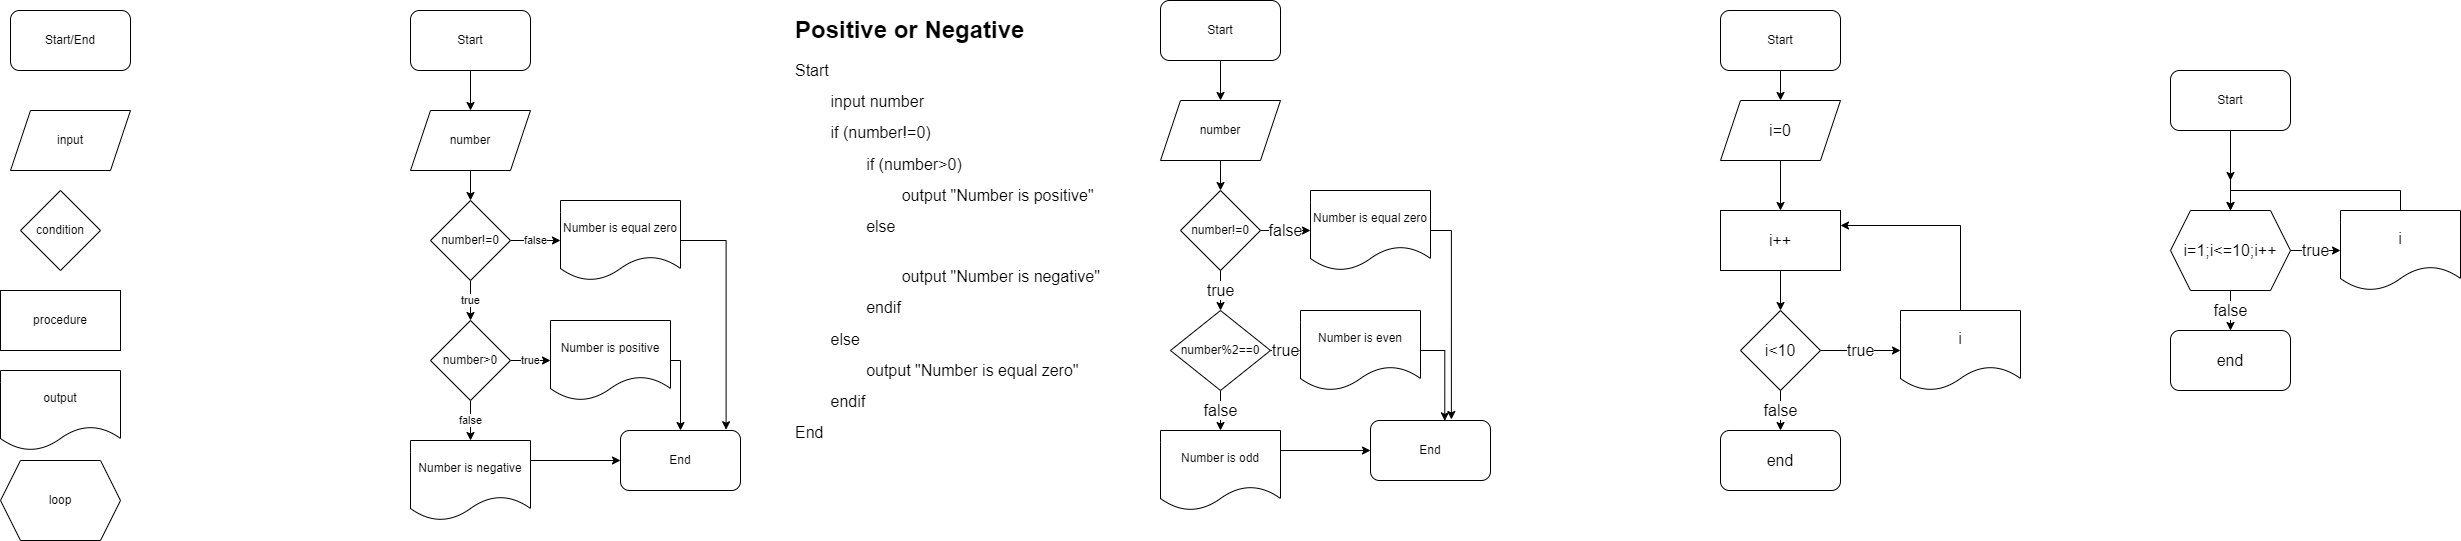 Start/End
input
condition
procedure
output
loop
Start
number
number!=0
false
Number is equal zero
true
number>0
true
Number is positive
false
Number is negative
End
Positive or Negative
Start
input number
if (number!=0)
if (number>0)
output "Number is positive"
else
output "Number is negative"
endif
else
output "Number is equal zero"
endif
End
Start
number
number!=0
false
Number is equal zero
true
number%2==0
true
Number is even
false
Number is odd
End
Start
i=0
i++
i<10
true
i
false
end
Start
i=1;i<=10;i++
true
i
false
end